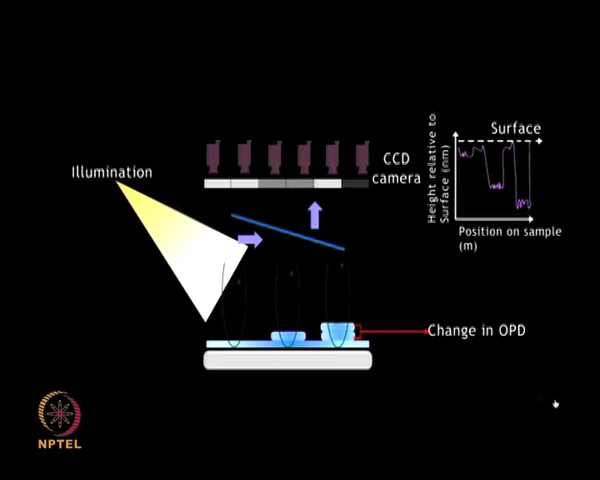 Illumination
CCD
camera
Height relative to
Surface (nm)
Surface
Position on sample
(m)
Change in OPD
NPTEL